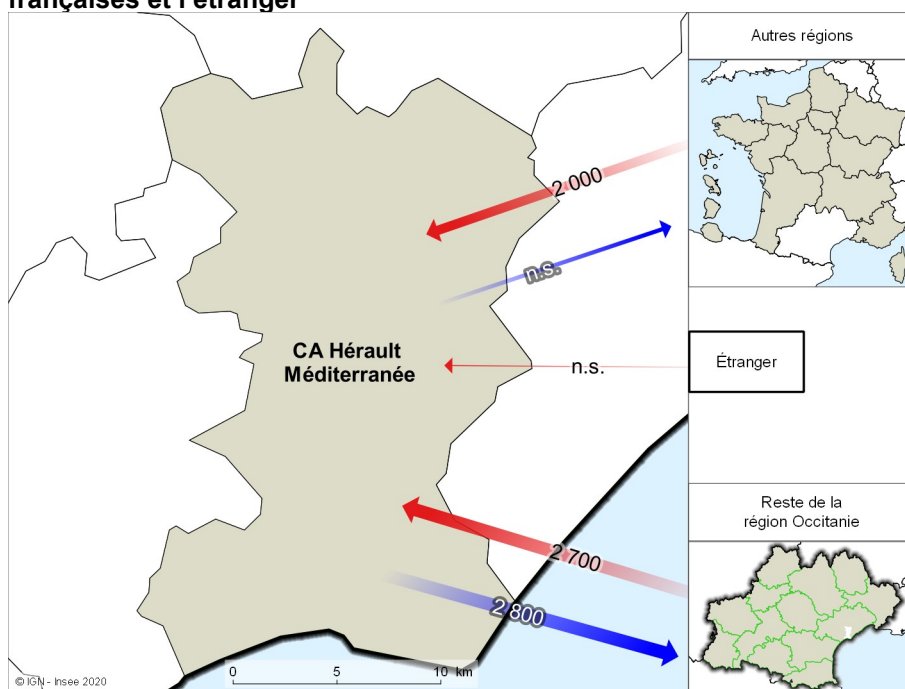 françaises et l'étranger
Autres régions
2 000
n.s.
CA Hérault
Méditerranée
n.s.
Étranger
Reste de la
région Occitanie
2 700
2 800
0 5 10 km
© IGN - Insee 2020